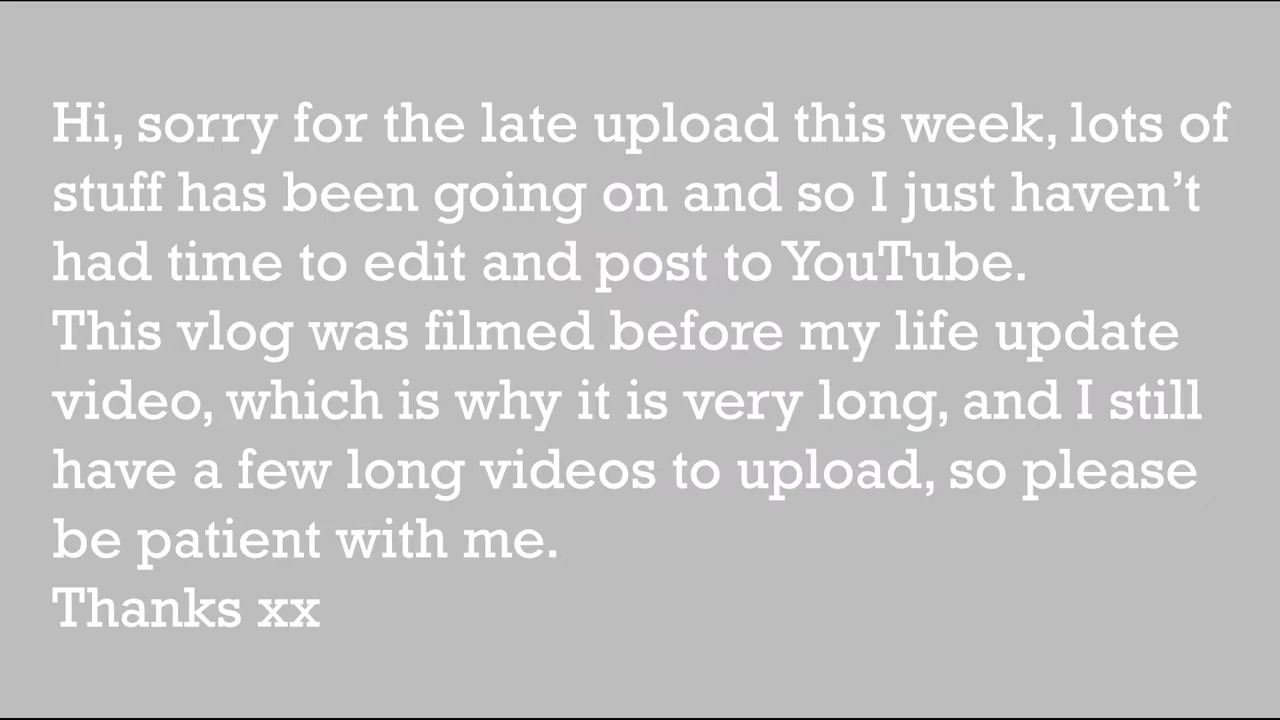 Hi, sorry for the late upload this week, lots of
stuff has been going on and so I just haven’t
had time to edit and post to YouTube.
This vlog was filmed before my life update
video, which is why it is very long, and I still
have a few long videos to upload, so please
be patient with me.
Thanks xx